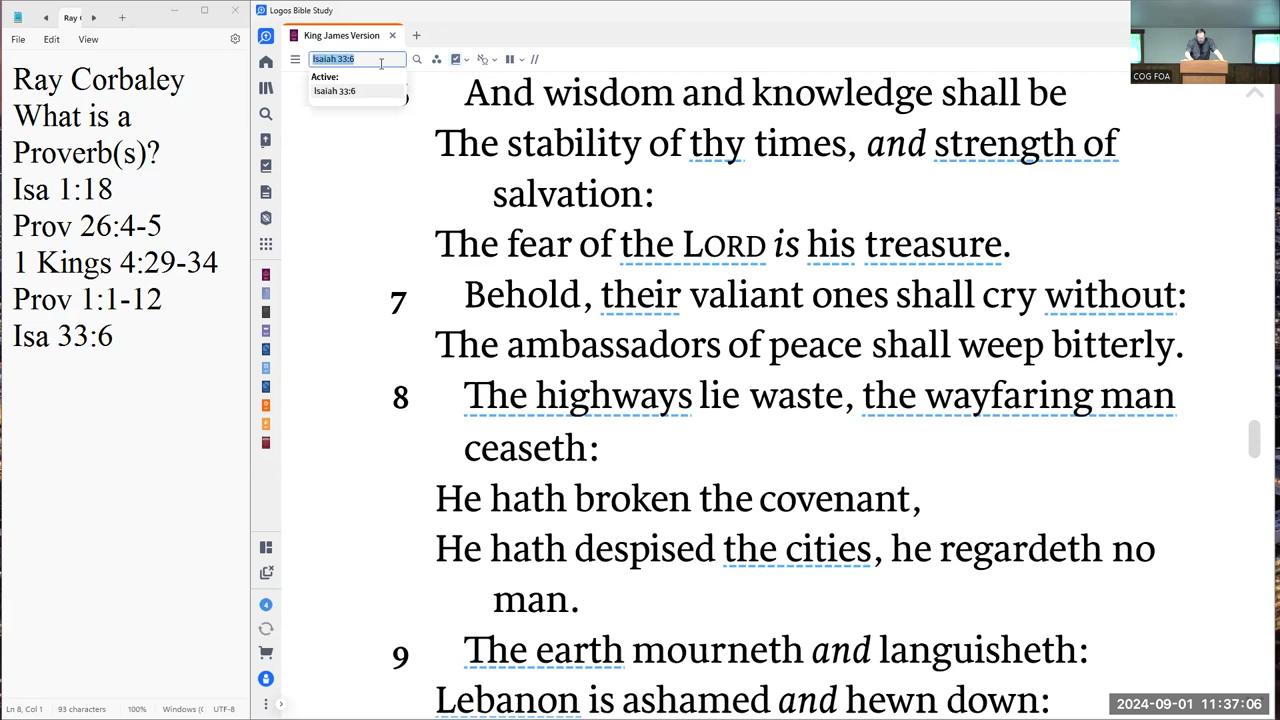 Ray C
File
Edit
View
Ray Corbaley
What is a
Proverb(s)?
Isa 1:18
Prov 26:4-5
1 Kings 4:29-34
Prov 1:1-12
Isa 33:6
Ln 8, Col 1
93 characters
100%
Windows (C
UTF-8
Logos Bible Study
King James Version
Isaiah 33:6
Active:
Isaiah 33:6
And wisdom and knowledge shall be
The stability of thy times, and strength of
salvation:
The fear of the LORD is his treasure.
7 Behold, their valiant ones shall cry without:
The ambassadors of peace shall weep bitterly.
8 The highways lie waste, the wayfaring man
ceaseth:
He hath broken the covenant,
He hath despised the cities, he regardeth no
man.
9 The earth mourneth and languisheth:
Lebanon is ashamed and hewn down:
4
COG FOA
2024-09-01 11:37:06